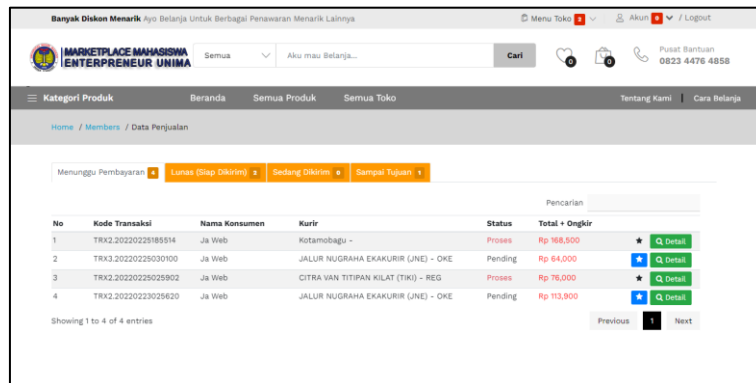 Banyak Diskon Menarik Ayo Belanja Untuk Berbagai Penawaran Menarik Lainnya
Menu Toko 2 Akun 0 / Logout
MARKETPLACE MAHASISWA
ENTERPRENEUR UNIMA
Semua Aku mau Belanja... Cari 0 0
Pusat Bantuan
0823 4476 4858
Kategori Produk Beranda Semua Produk Semua Toko Tentang Kami Cara Belanja
Home / Members / Data Penjualan
Menunggu Pembayaran 4 Lunas (Siap Dikirim) 2 Sedang Dikirim 0 Sampai Tujuan 1
Pencarian
No Kode Transaksi Nama Konsumen Kurir Status Total + Ongkir
1 TRX2.20220225185514 Ja Web Kotamobagu - Proses Rp 168,500 Detail
2 TRX3.20220225030100 Ja Web JALUR NUGRAHA EKAKURIR (JNE) - OKE Pending Rp 64,000 Detail
3 TRX2.20220225025902 Ja Web CITRA VAN TITIPAN KILAT (TIKI) - REG Proses Rp 76,000 Detail
4 TRX2.20220223025620 Ja Web JALUR NUGRAHA EKAKURIR (JNE) - OKE Pending Rp 113,900 Detail
Showing 1 to 4 of 4 entries Previous 1 Next